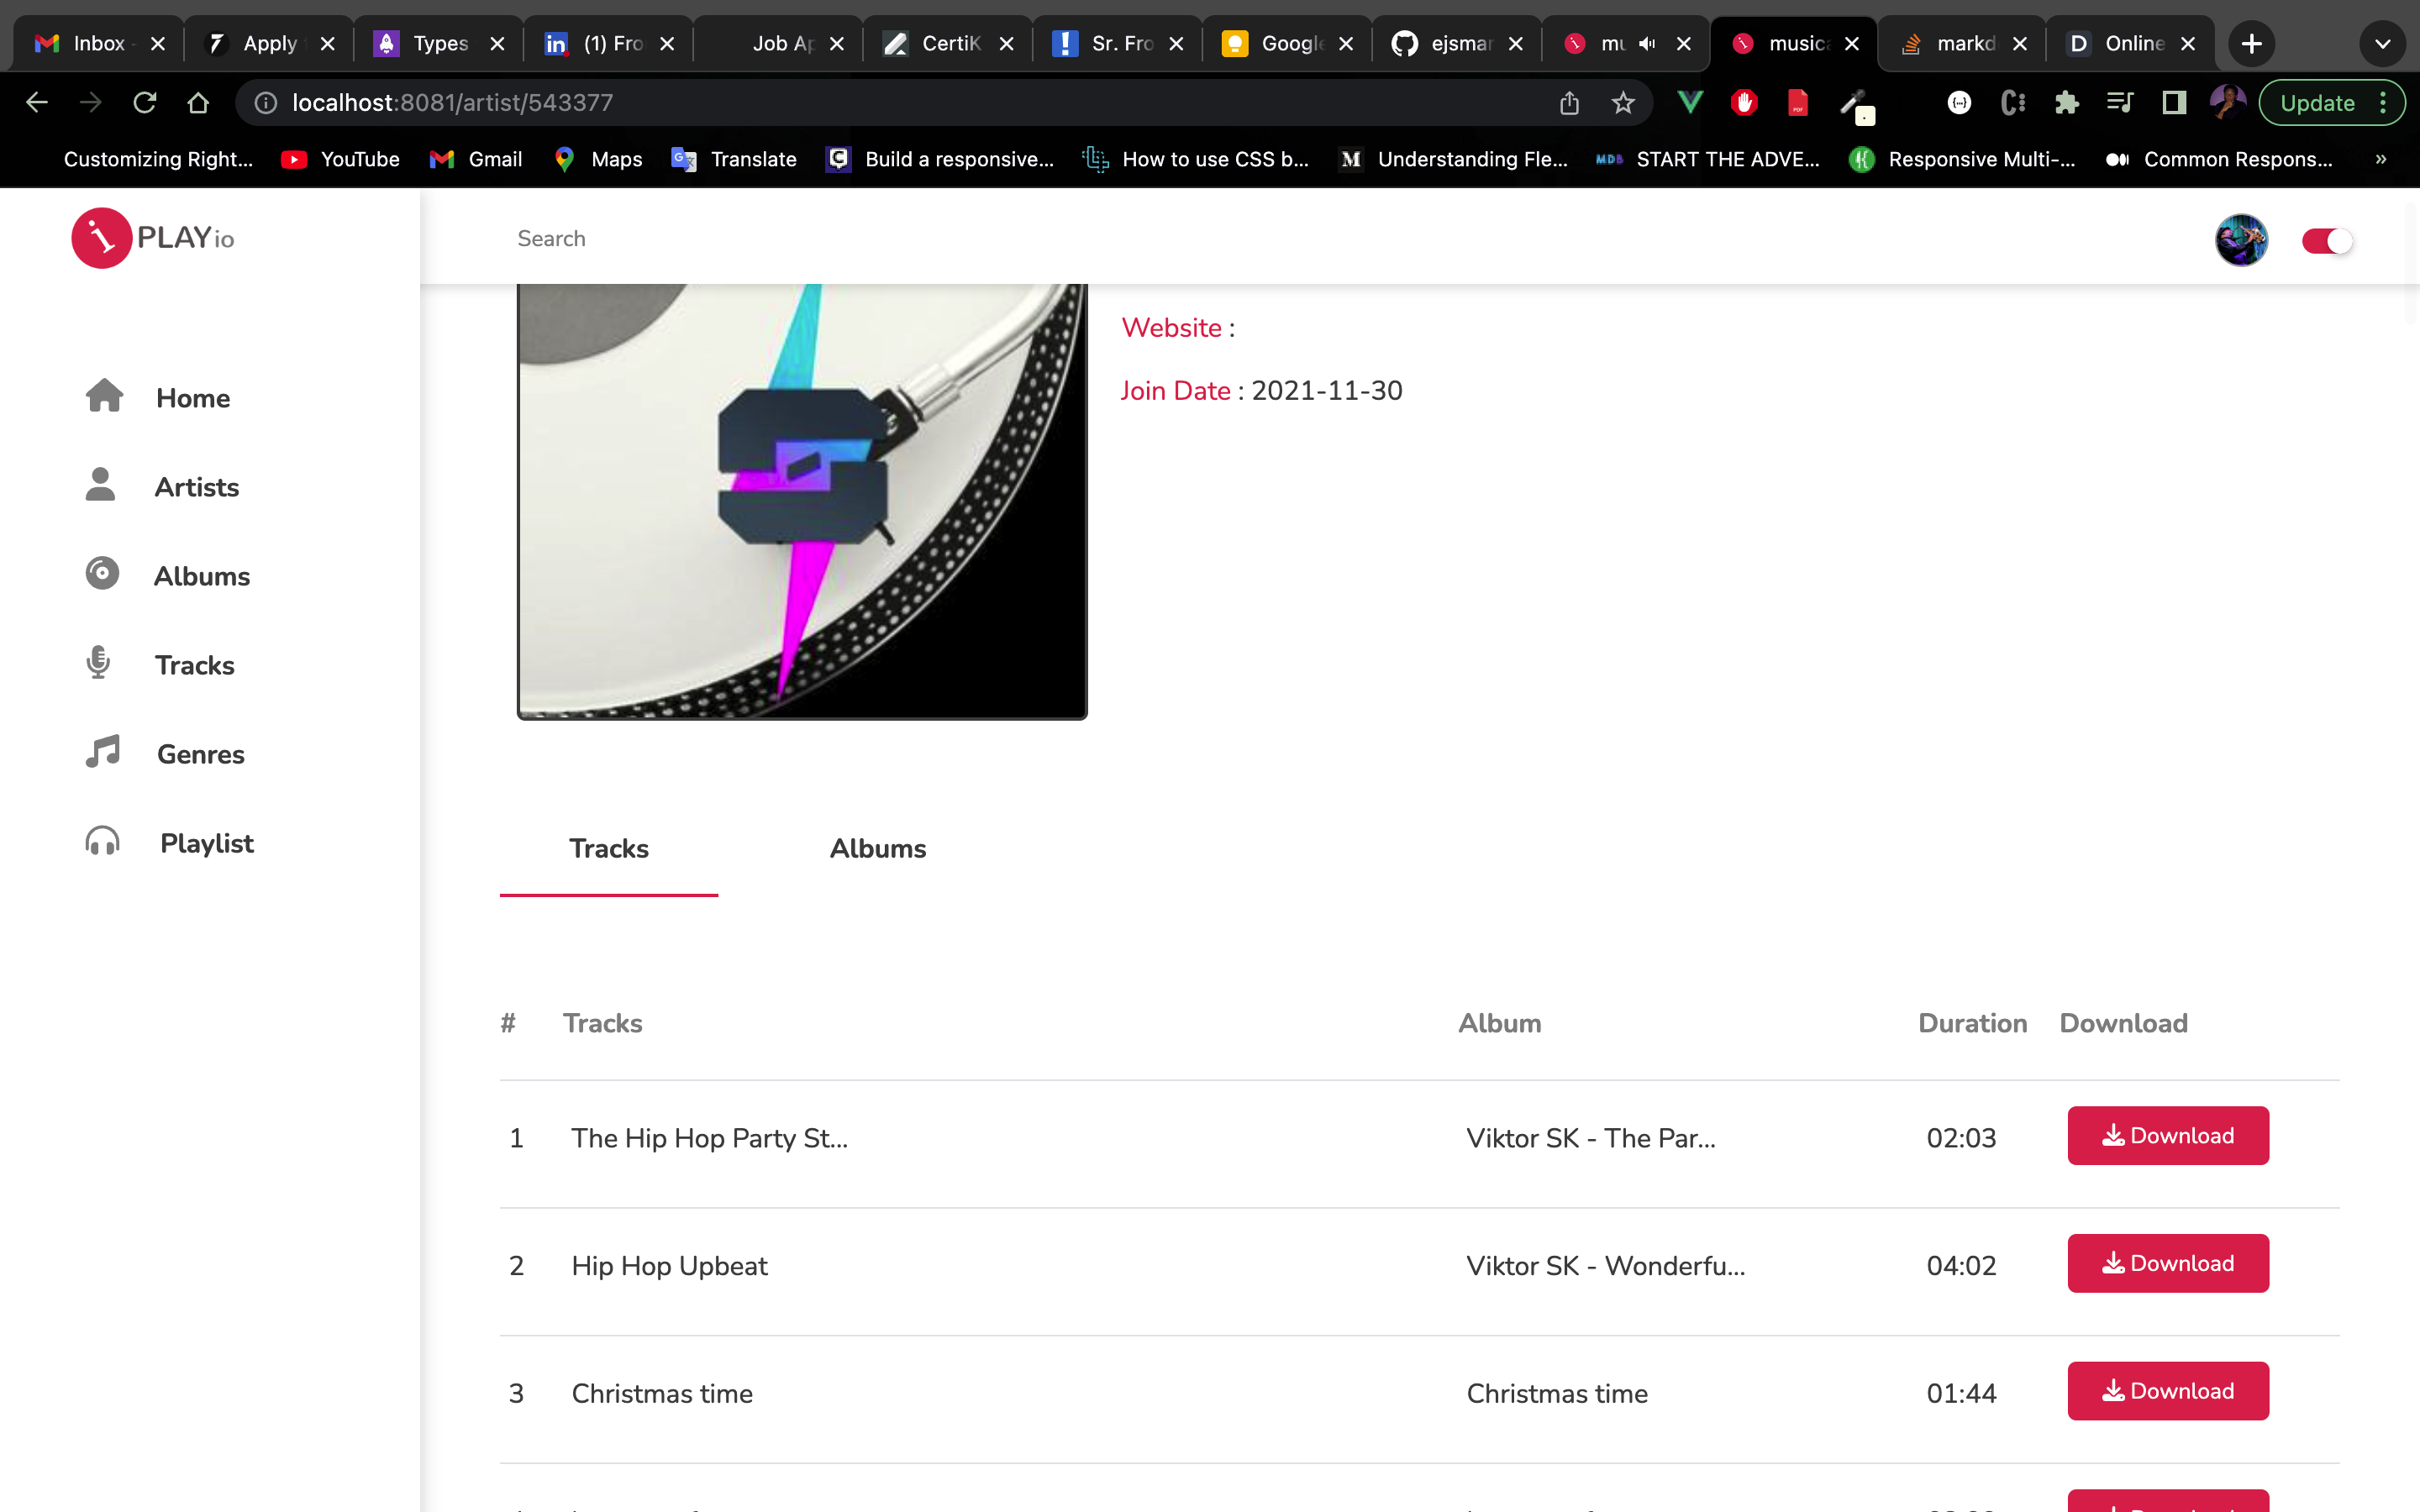 Inbox - Apply Types (1) Fro Job Ap CertiK Sr. Fro Google ejsmar mu musica markd Online
localhost:8081/artist/543377 Update
Customizing Right... YouTube Gmail Maps Translate Build a responsive... How to use CSS b... Understanding Fle... START THE ADVE... Responsive Multi-... Common Respons... »
i PLAYio
Search
Website :
Join Date : 2021-11-30
Home
Artists
Albums
Tracks
Genres
Playlist
Tracks Albums
# Tracks Album Duration Download
1 The Hip Hop Party St... Viktor SK - The Par... 02:03 Download
2 Hip Hop Upbeat Viktor SK - Wonderfu... 04:02 Download
3 Christmas time Christmas time 01:44 Download